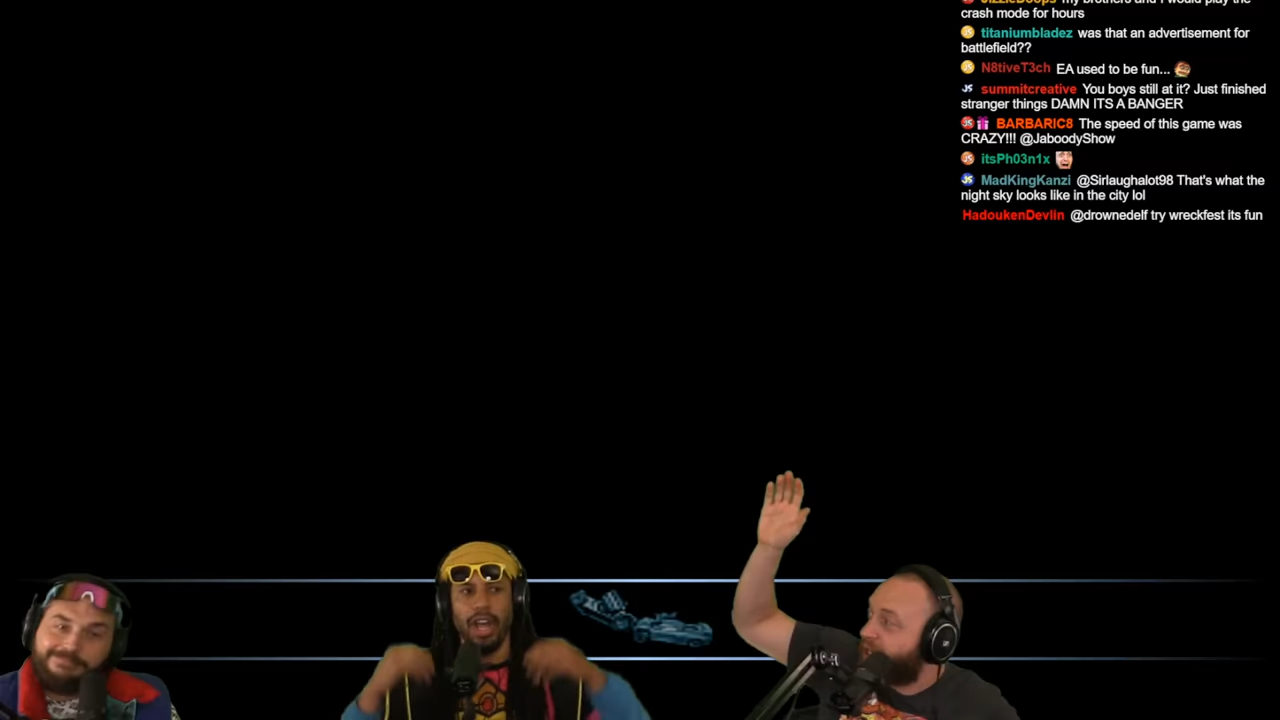 crash mode for hours
titaniumbladez was that an advertisement for
battlefield??
N8tiveT3ch EA used to be fun...
summitcreative You boys still at it? Just finished
stranger things DAMN ITS A BANGER
BARBARIC8 The speed of this game was
CRAZY!!! @JaboodyShow
itsPh03n1x
MadKingKanzi @Sirlaughalot98 That's what the
night sky looks like in the city lol
HadoukenDevlin @drownedelf try wreckfest its fun